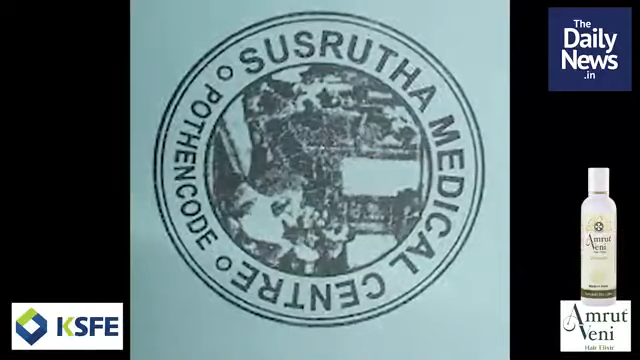 SUSRUTHA MEDICAL CENTRE
POTHENCODE
The
Daily
News
.in
KSFE
Amrut
Veni
Amrut
Veni
Hair Elixir